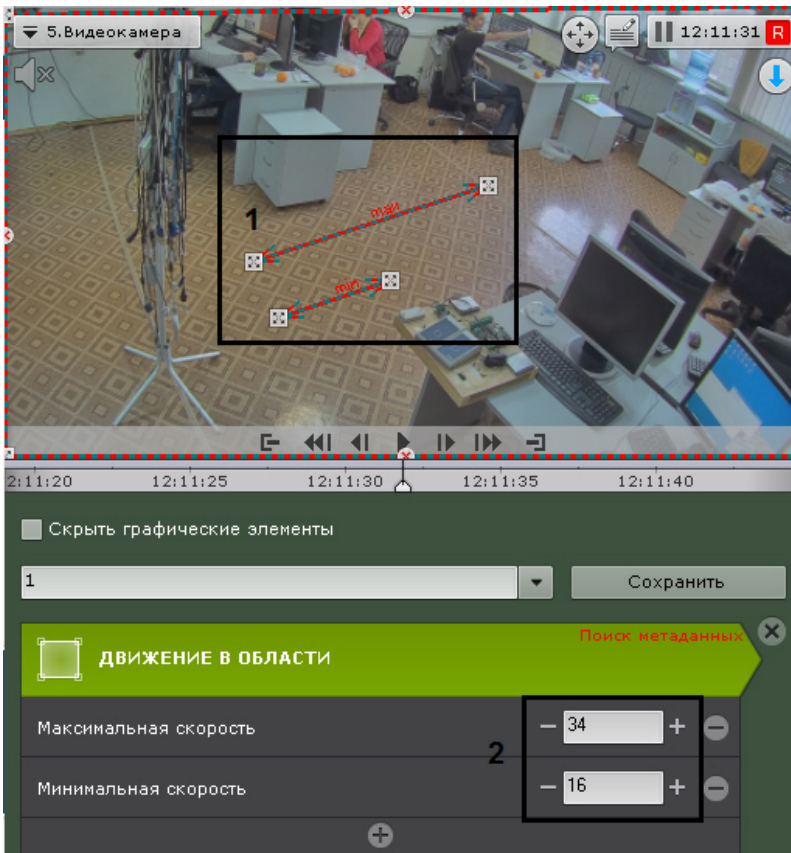 5.Видеокамера
12:11:31 R
1
max
min
2:11:20 12:11:25 12:11:30 12:11:35 12:11:40
Скрыть графические элементы
1
Сохранить
Поиск метаданных
ДВИЖЕНИЕ В ОБЛАСТИ
Максимальная скорость
34
2
Минимальная скорость
16